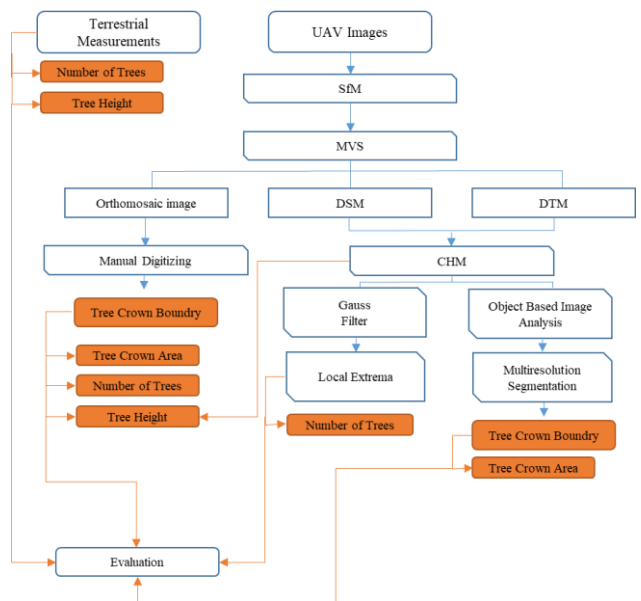 Terrestrial
Measurements
UAV Images
Number of Trees
Tree Height
SfM
MVS
Orthomosaic image
DSM
DTM
Manual Digitizing
CHM
Tree Crown Boundry
Tree Crown Area
Number of Trees
Tree Height
Gauss
Filter
Local Extrema
Number of Trees
Object Based Image
Analysis
Multiresolution
Segmentation
Tree Crown Boundry
Tree Crown Area
Evaluation